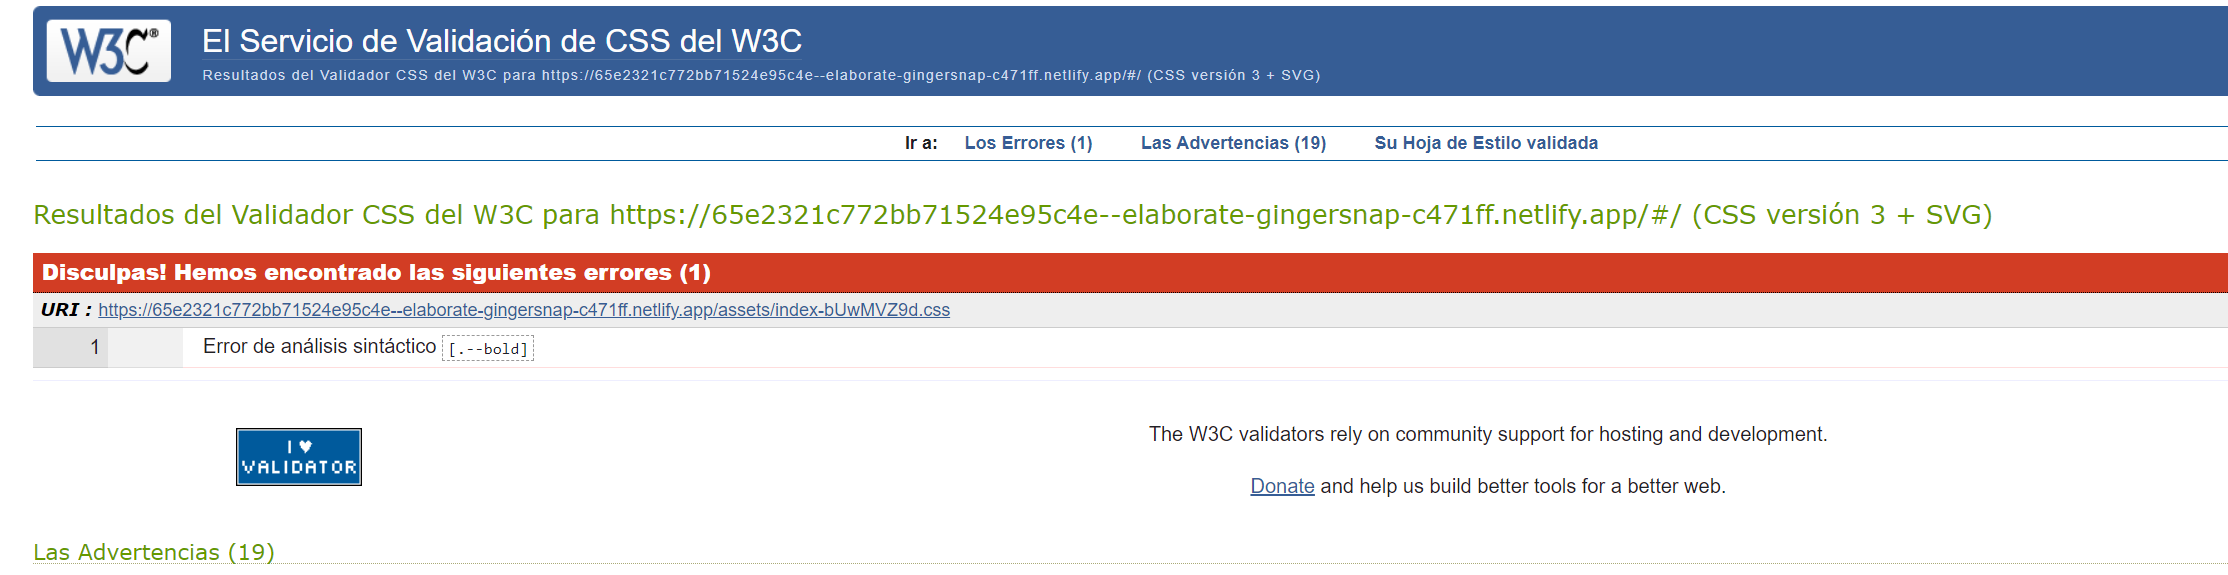 W3C®
El Servicio de Validación de CSS del W3C
Resultados del Validador CSS del W3C para https://65e2321c772bb71524e95c4e--elaborate-gingersnap-c471ff.netlify.app/#/ (CSS versión 3 + SVG)
Ir a: Los Errores (1) Las Advertencias (19) Su Hoja de Estilo validada
Resultados del Validador CSS del W3C para https://65e2321c772bb71524e95c4e--elaborate-gingersnap-c471ff.netlify.app/#/ (CSS versión 3 + SVG)
Disculpas! Hemos encontrado las siguientes errores (1)
URI : https://65e2321c772bb71524e95c4e--elaborate-gingersnap-c471ff.netlify.app/assets/index-bUwMVZ9d.css
1 Error de análisis sintáctico [.--bold]
I ♥
VALIDATOR
The W3C validators rely on community support for hosting and development.
Donate and help us build better tools for a better web.
Las Advertencias (19)